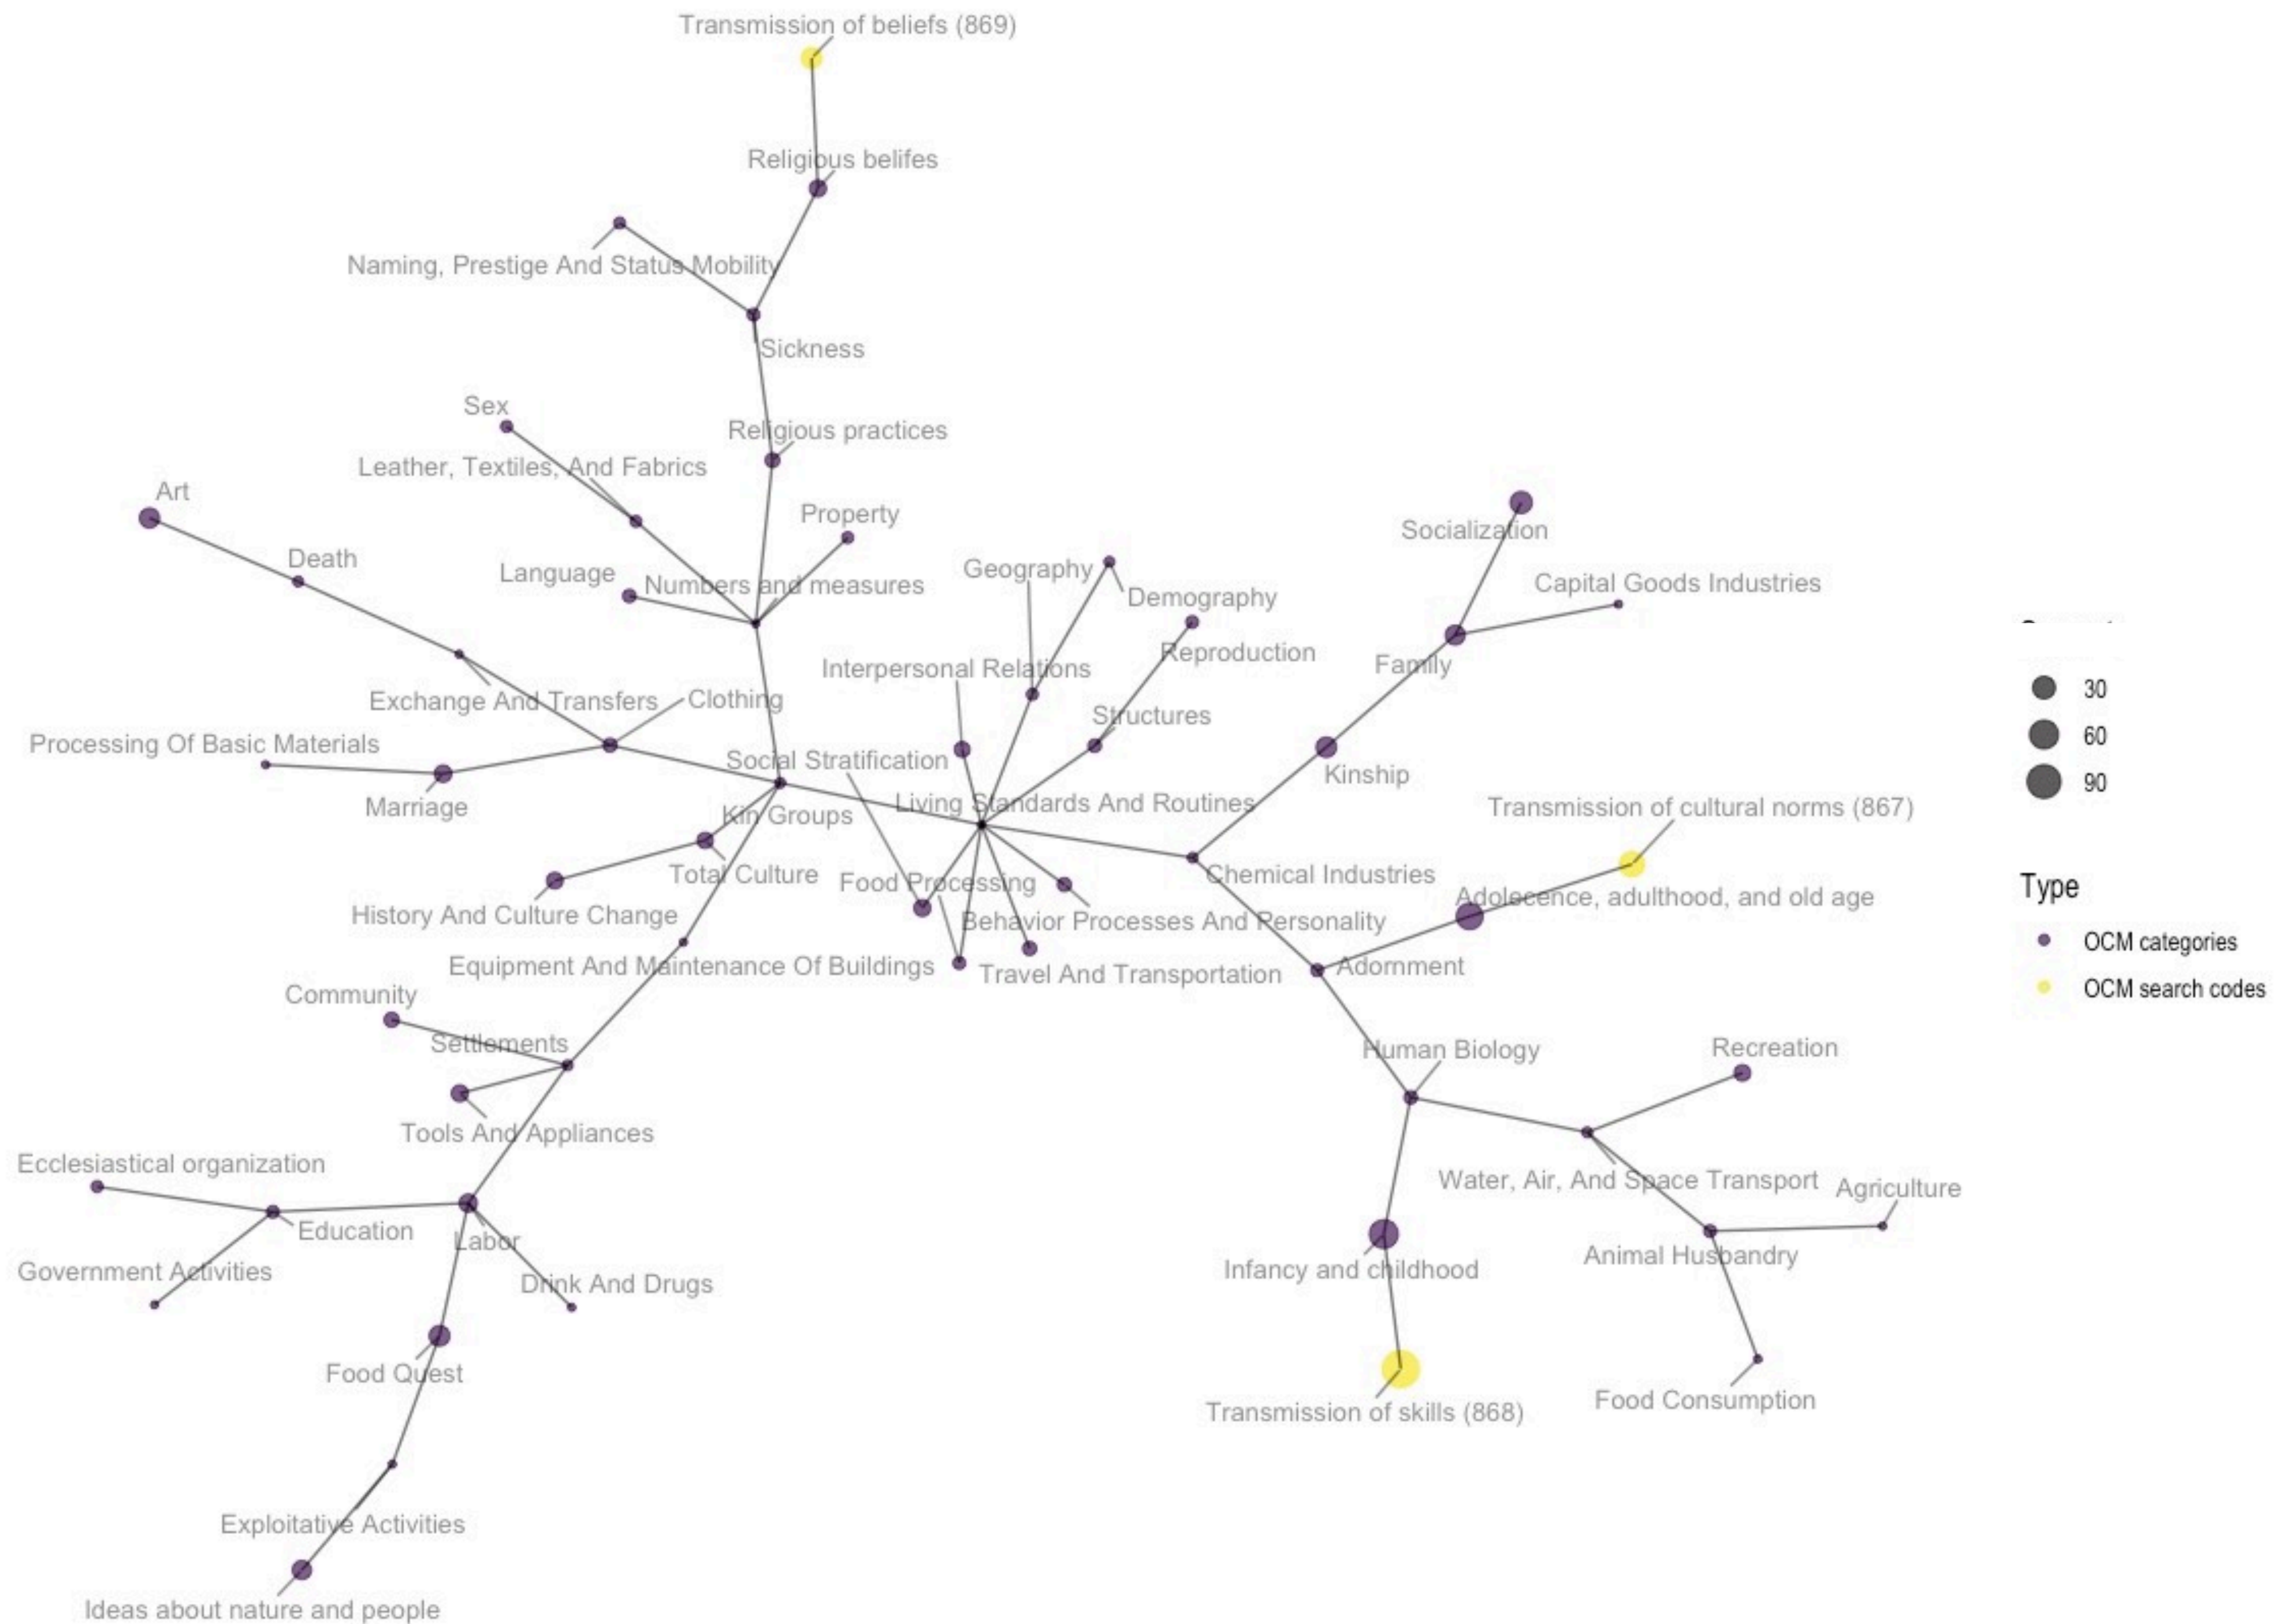 Transmission of beliefs (869)
Religious belifes
Naming, Prestige And Status Mobility
Sickness
Sex
Religious practices
Leather, Textiles, And Fabrics
Art
Property
Socialization
Death
Geography
Language
Numbers and measures
Capital Goods Industries
Demography
Reproduction
Interpersonal Relations
Family
Exchange And Transfers
Clothing
Structures
Processing Of Basic Materials
Social Stratification
Kinship
Living Standards And Routines
Marriage
Transmission of cultural norms (867)
Kin Groups
Total Culture
Food Processing
Chemical Industries
Adolecence, adulthood, and old age
History And Culture Change
Behavior Processes And Personality
Equipment And Maintenance Of Buildings
Travel And Transportation
Adornment
Community
Settlements
Human Biology
Recreation
Tools And Appliances
Ecclesiastical organization
Water, Air, And Space Transport
Agriculture
Education
Labor
Animal Husbandry
Government Activities
Infancy and childhood
Drink And Drugs
Food Quest
Food Consumption
Transmission of skills (868)
Exploitative Activities
Ideas about nature and people
30
60
90
Type
OCM categories
OCM search codes